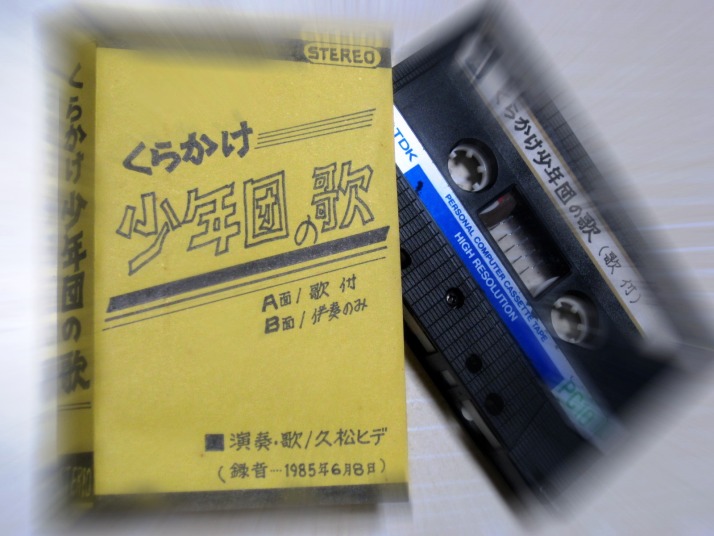 くらかけ少年団の歌
STEREO
くらかけ
少年団の歌
A面/歌付
B面/伴奏のみ
演奏・歌/久松ヒデ
(録音…1985年6月8日)
TDK
PERSONAL COMPUTER CASSETTE TAPE
HIGH RESOLUTION
くらかけ少年団の歌(歌付)